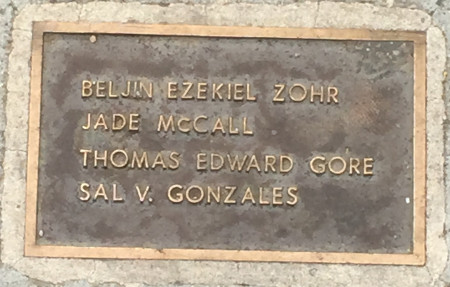 BELJIN EZEKIEL ZOHR
JADE McCALL
THOMAS EDWARD GORE
SAL V. GONZALES